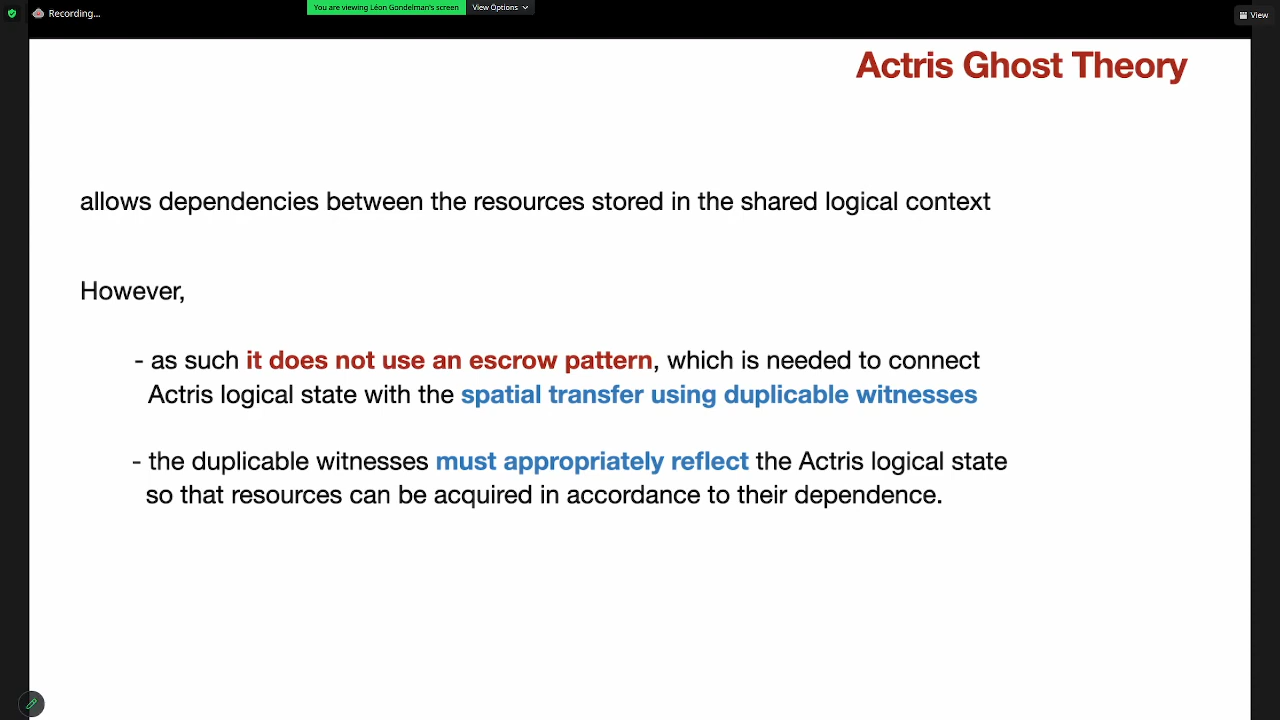 Recording...
You are viewing Léon Gondelman's screen
View Options
View
Actris Ghost Theory
allows dependencies between the resources stored in the shared logical context
However,
- as such it does not use an escrow pattern, which is needed to connect
Actris logical state with the spatial transfer using duplicable witnesses
- the duplicable witnesses must appropriately reflect the Actris logical state
so that resources can be acquired in accordance to their dependence.